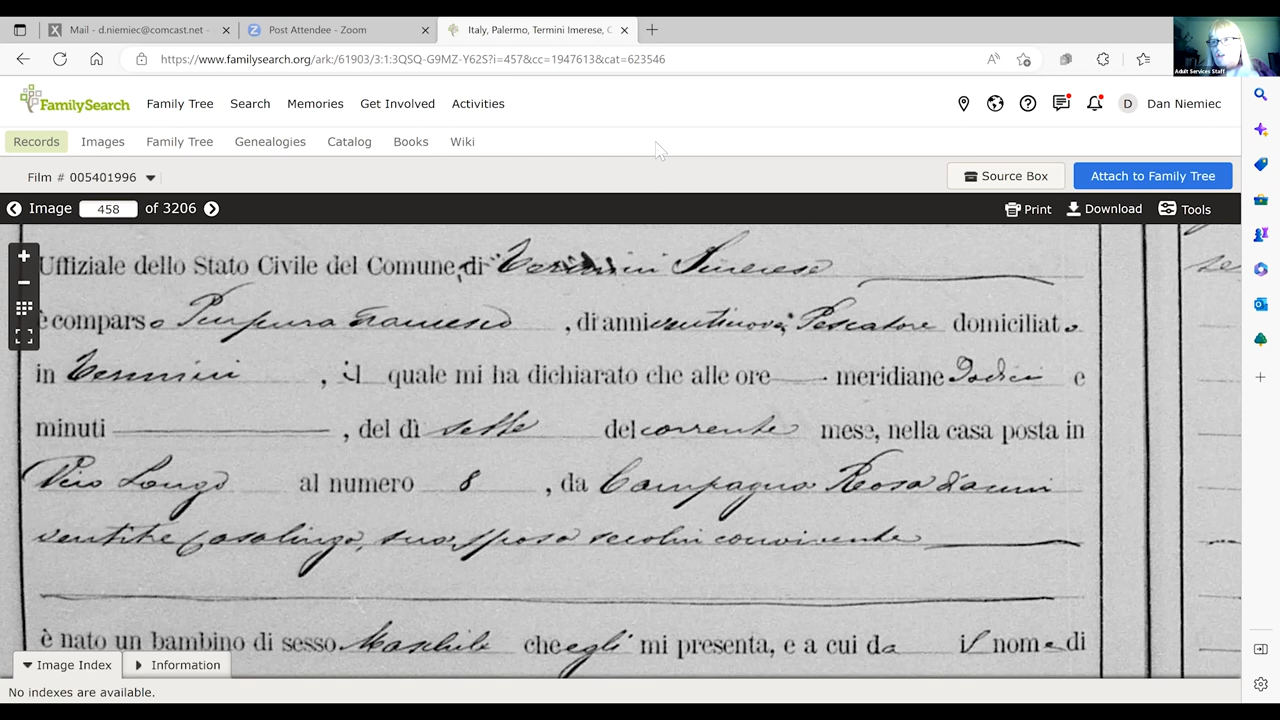 Mail - d.niemiec@comcast.net -
Post Attendee - Zoom
Italy, Palermo, Termini Imerese, C
https://www.familysearch.org/ark:/61903/3:1:3QSQ-G9MZ-Y62S?i=457&cc=1947613&cat=623546
Adult Services Staff
FamilySearch Family Tree Search Memories Get Involved Activities D Dan Niemiec
Records Images Family Tree Genealogies Catalog Books Wiki
Film # 005401996 Source Box Attach to Family Tree
Image 458 of 3206 Print Download Tools
Uffiziale dello Stato Civile del Comune di Termini Imerese
è comparso Purpura Francesco, di anni ventinove, Pescatore domiciliato
in Termini, il quale mi ha dichiarato che alle ore meridiane dodici e
minuti, del dì sette del corrente mese, nella casa posta in
Vico Longo al numero 8, da Campagna Rosa d'anni
ventitre casalinga, sua sposa convivente
è nato un bambino di sesso Maschile che egli mi presenta, e a cui da il nome di
Image Index Information
No indexes are available.